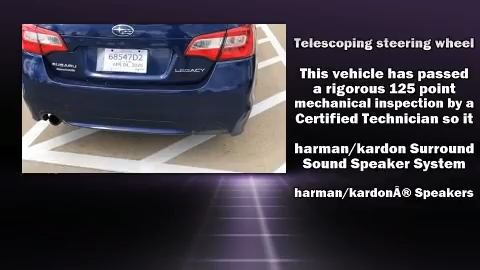 SUBARU
68547D2
LEGACY
Telescoping steering wheel
This vehicle has passed
a rigorous 125 point
mechanical inspection by a
Certified Technician so it
harman/kardon Surround
Sound Speaker System
harman/kardonÂ® Speakers